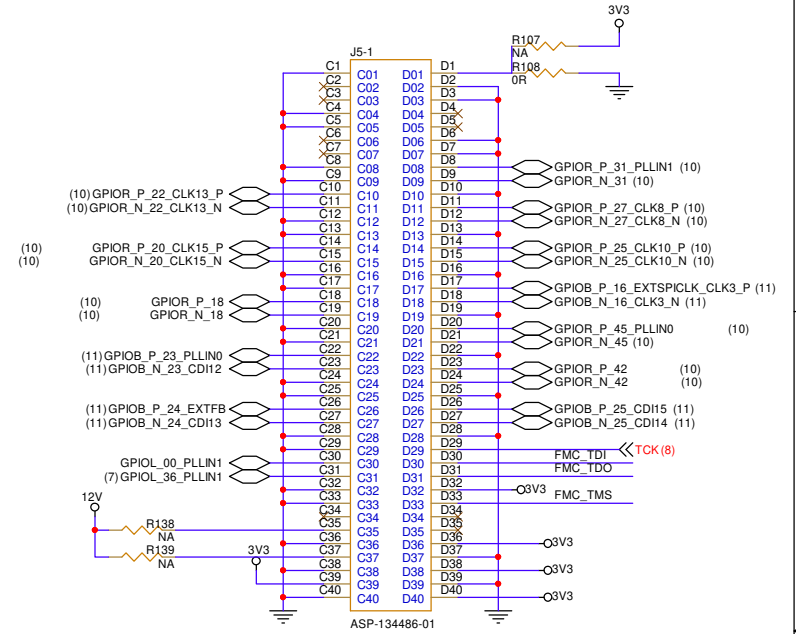 3V3
R107
NA
R108
0R
J5-1
C1 C01 D01 D1
C2 C02 D02 D2
C3 C03 D03 D3
C4 C04 D04 D4
C5 C05 D05 D5
C6 C06 D06 D6
C7 C07 D07 D7
C8 C08 D08 D8 GPIOR_P_31_PLLIN1 (10)
C9 C09 D09 D9 GPIOR_N_31 (10)
(10) GPIOR_P_22_CLK13_P C10 C10 D10 D10
(10) GPIOR_N_22_CLK13_N C11 C11 D11 D11 GPIOR_P_27_CLK8_P (10)
C12 C12 D12 D12 GPIOR_N_27_CLK8_N (10)
C13 C13 D13 D13
(10) GPIOR_P_20_CLK15_P C14 C14 D14 D14 GPIOR_P_25_CLK10_P (10)
(10) GPIOR_N_20_CLK15_N C15 C15 D15 D15 GPIOR_N_25_CLK10_N (10)
C16 C16 D16 D16
C17 C17 D17 D17 GPIOB_P_16_EXTSPICLK_CLK3_P (11)
(10) GPIOR_P_18 C18 C18 D18 D18 GPIOB_N_16_CLK3_N (11)
(10) GPIOR_N_18 C19 C19 D19 D19
C20 C20 D20 D20 GPIOR_P_45_PLLIN0 (10)
C21 C21 D21 D21 GPIOR_N_45 (10)
(11) GPIOB_P_23_PLLIN0 C22 C22 D22 D22
(11) GPIOB_N_23_CDI12 C23 C23 D23 D23 GPIOR_P_42 (10)
C24 C24 D24 D24 GPIOR_N_42 (10)
C25 C25 D25 D25
(11) GPIOB_P_24_EXTFB C26 C26 D26 D26 GPIOB_P_25_CDI15 (11)
(11) GPIOB_N_24_CDI13 C27 C27 D27 D27 GPIOB_N_25_CDI14 (11)
C28 C28 D28 D28
C29 C29 D29 D29 TCK (8)
GPIOL_00_PLLIN1 C30 C30 D30 D30 FMC_TDI
(7) GPIOL_36_PLLIN1 C31 C31 D31 D31 FMC_TDO
C32 C32 D32 D32 3V3
C33 C33 D33 D33 FMC_TMS
12V
C34 C34 D34 D34
R138
NA
C35 C35 D35 D35
C36 C36 D36 D36 3V3
R139
NA
3V3
C37 C37 D37 D37
C38 C38 D38 D38 3V3
C39 C39 D39 D39
C40 C40 D40 D40 3V3
ASP-134486-01